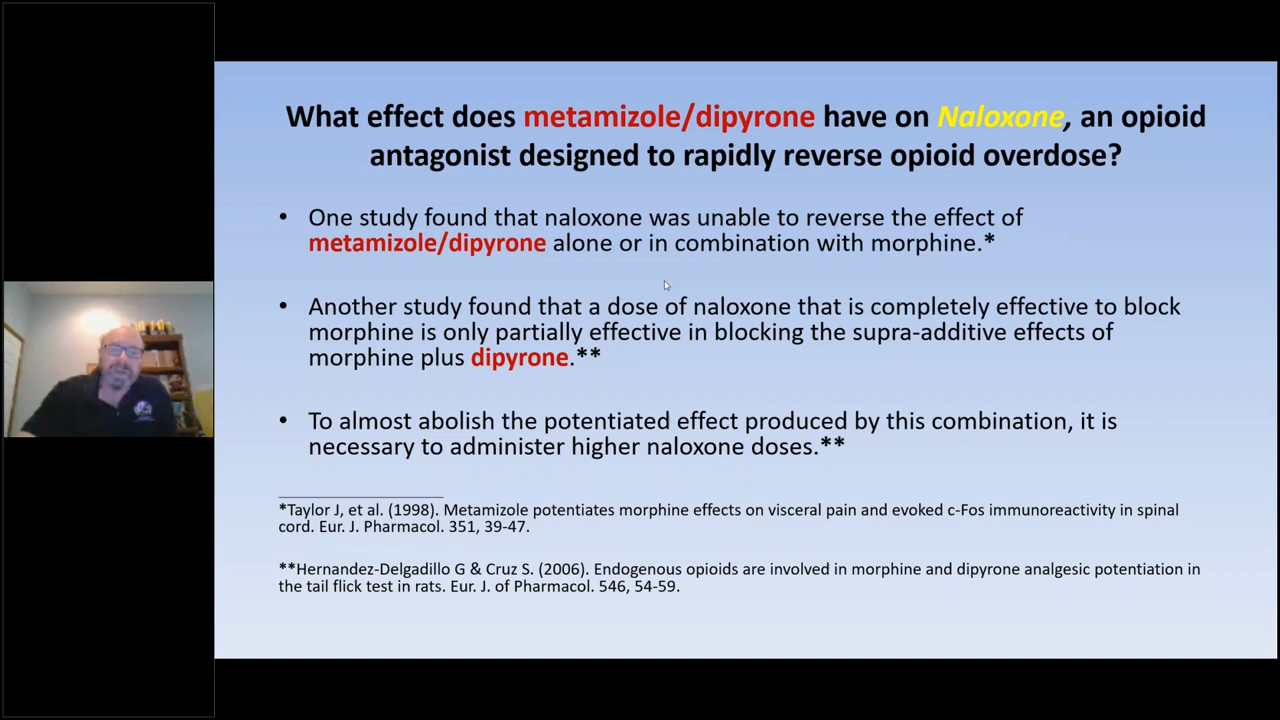 What effect does metamizole/dipyrone have on Naloxone, an opioid
antagonist designed to rapidly reverse opioid overdose?
• One study found that naloxone was unable to reverse the effect of
metamizole/dipyrone alone or in combination with morphine.*
• Another study found that a dose of naloxone that is completely effective to block
morphine is only partially effective in blocking the supra-additive effects of
morphine plus dipyrone.**
• To almost abolish the potentiated effect produced by this combination, it is
necessary to administer higher naloxone doses.**
*Taylor J, et al. (1998). Metamizole potentiates morphine effects on visceral pain and evoked c-Fos immunoreactivity in spinal
cord. Eur. J. Pharmacol. 351, 39-47.
**Hernandez-Delgadillo G & Cruz S. (2006). Endogenous opioids are involved in morphine and dipyrone analgesic potentiation in
the tail flick test in rats. Eur. J. of Pharmacol. 546, 54-59.